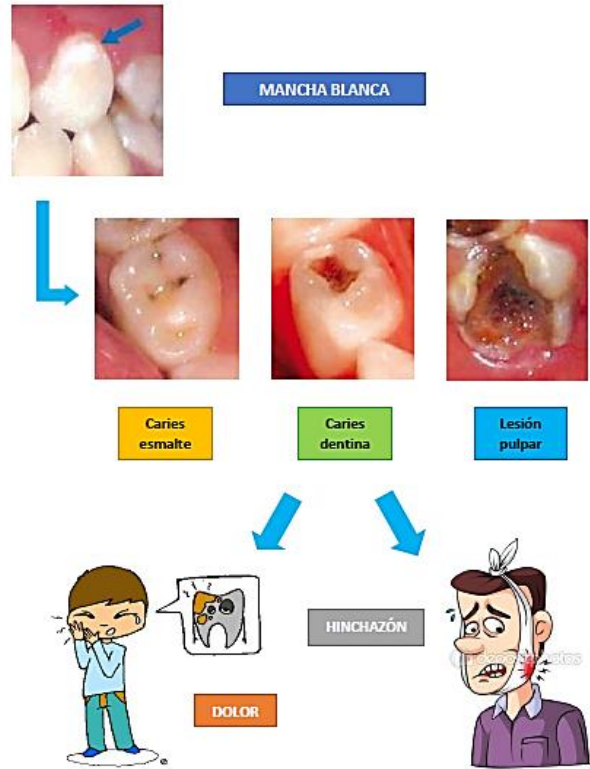 MANCHA BLANCA
Caries
esmalte
Caries
dentina
Lesión
pulpar
HINCHAZÓN
DOLOR